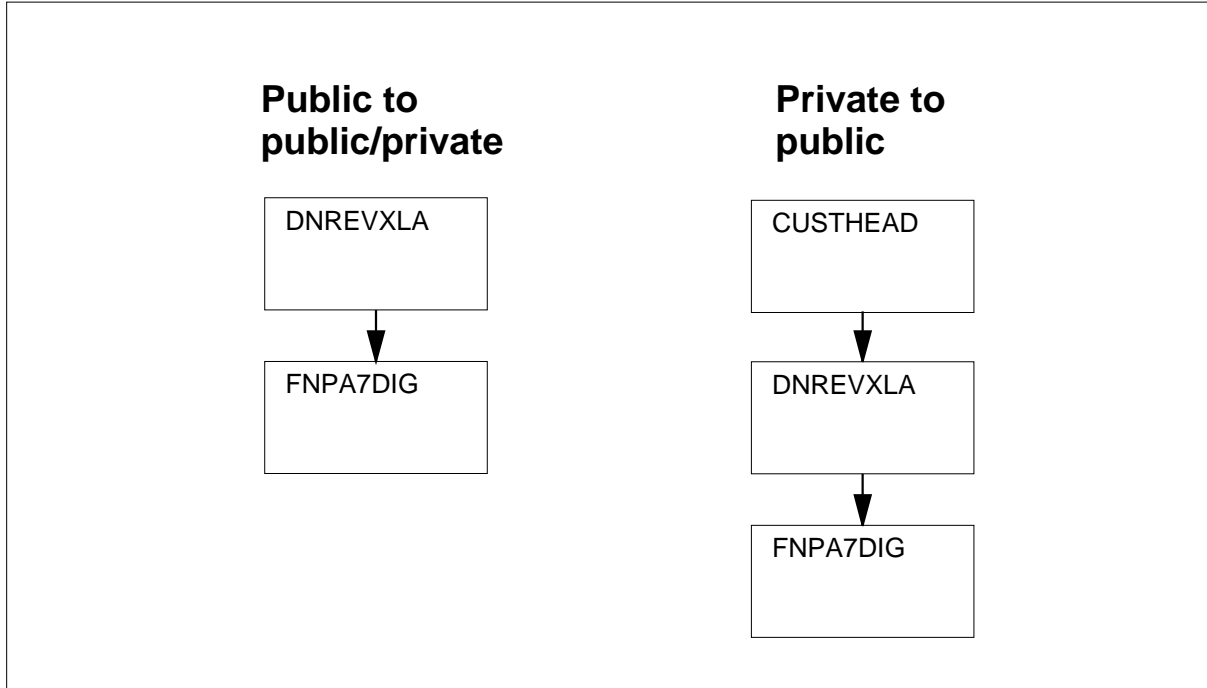 Public to
public/private
DNREVXLA
FNPA7DIG
Private to
public
CUSTHEAD
DNREVXLA
FNPA7DIG